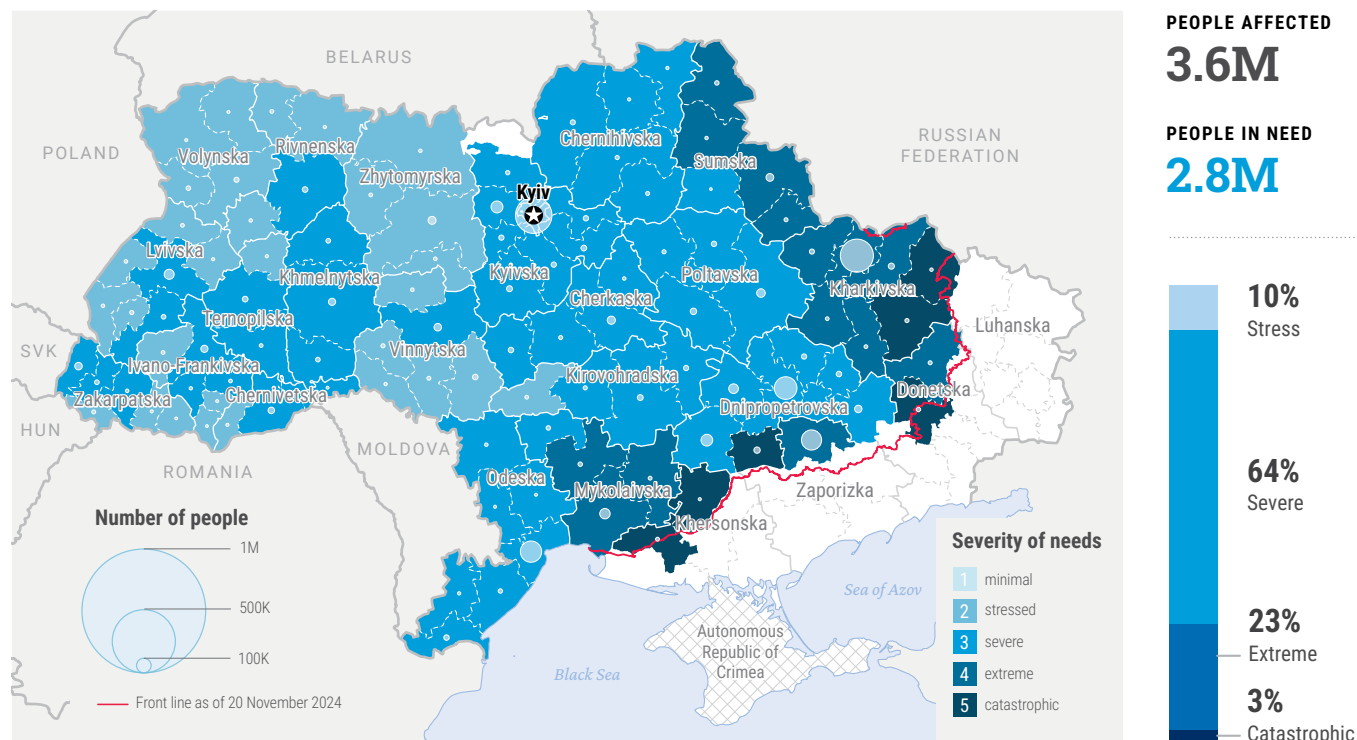 BELARUS
POLAND
RUSSIAN
FEDERATION
SVK
HUN
ROMANIA
MOLDOVA
Volynska
Rivnenska
Zhytomyrska
Chernihivska
Sumska
Kyiv
Lvivska
Khmelnytska
Kyivska
Poltavska
Kharkivska
Cherkaska
Ternopilska
Luhanska
Vinnytska
Ivano-Frankivska
Kirovohradska
Donetska
Zakarpatska
Chernivetska
Dnipropetrovska
Odeska
Mykolaivska
Zaporizka
Khersonska
Sea of Azov
Autonomous
Republic of
Crimea
Black Sea
Number of people
1M
500K
100K
Front line as of 20 November 2024
Severity of needs
1 minimal
2 stressed
3 severe
4 extreme
5 catastrophic
PEOPLE AFFECTED
3.6M
PEOPLE IN NEED
2.8M
10%
Stress
64%
Severe
23%
Extreme
3%
Catastrophic